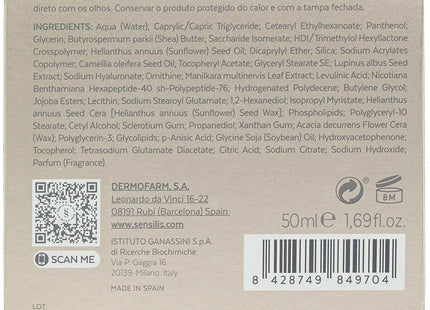 direto com os olhos. Conservar o produto protegido do calor e com a tampa fechada.
INGREDIENTS: Aqua (Water), Caprylic/Capric Triglyceride, Cetearyl Ethylhexanoate, Panthenol,
Glycerin, Butyrospermum parkii (Shea) Butter, Saccharide Isomerate, HDI/Trimethylol Hexyllactone
Crosspolymer, Helianthus annuus (Sunflower) Seed Oil, Dicaprylyl Ether, Silica, Sodium Acrylates
Copolymer, Camellia oleifera Seed Oil, Tocopheryl Acetate, Glyceryl Stearate SE, Lupinus albus Seed
Extract, Sodium Hyaluronate, Ornithine, Manilkara multinervis Leaf Extract, Levulinic Acid, Nicotiana
Benthamiana Hexapeptide-40 sh-Polypeptide-76, Hydrogenated Polydecene, Butylene Glycol,
Jojoba Esters, Lecithin, Sodium Stearoyl Glutamate, 1,2-Hexanediol, Isopropyl Myristate, Helianthus
annuus Seed Cera [Helianthus annuus (Sunflower) Seed Wax], Phospholipids, Polyglyceryl-10
Stearate, Cetyl Alcohol, Sclerotium Gum, Propanediol, Xanthan Gum, Acacia decurrens Flower Cera
(Wax), Polyglycerin-3, Glycolipids, p-Anisic Acid, Glycine Soja (Soybean) Oil, Hydroxyacetophenone,
Tocopherol, Tetrasodium Glutamate Diacetate, Citric Acid, Sodium Citrate, Sodium Hydroxide,
Parfum (Fragrance).
S
SCAN ME
DERMOFARM, S.A.
Leonardo da Vinci 16-22
08191 Rubí (Barcelona) Spain
www.sensilis.com
ISTITUTO GANASSINI S.p.A.
di Ricerche Biochimiche
Via P. Gaggia 16
20139-Milano, Italy
MADE IN SPAIN
8M
50ml℮ 1,69fl.oz.
8 428749 849704
LOT.